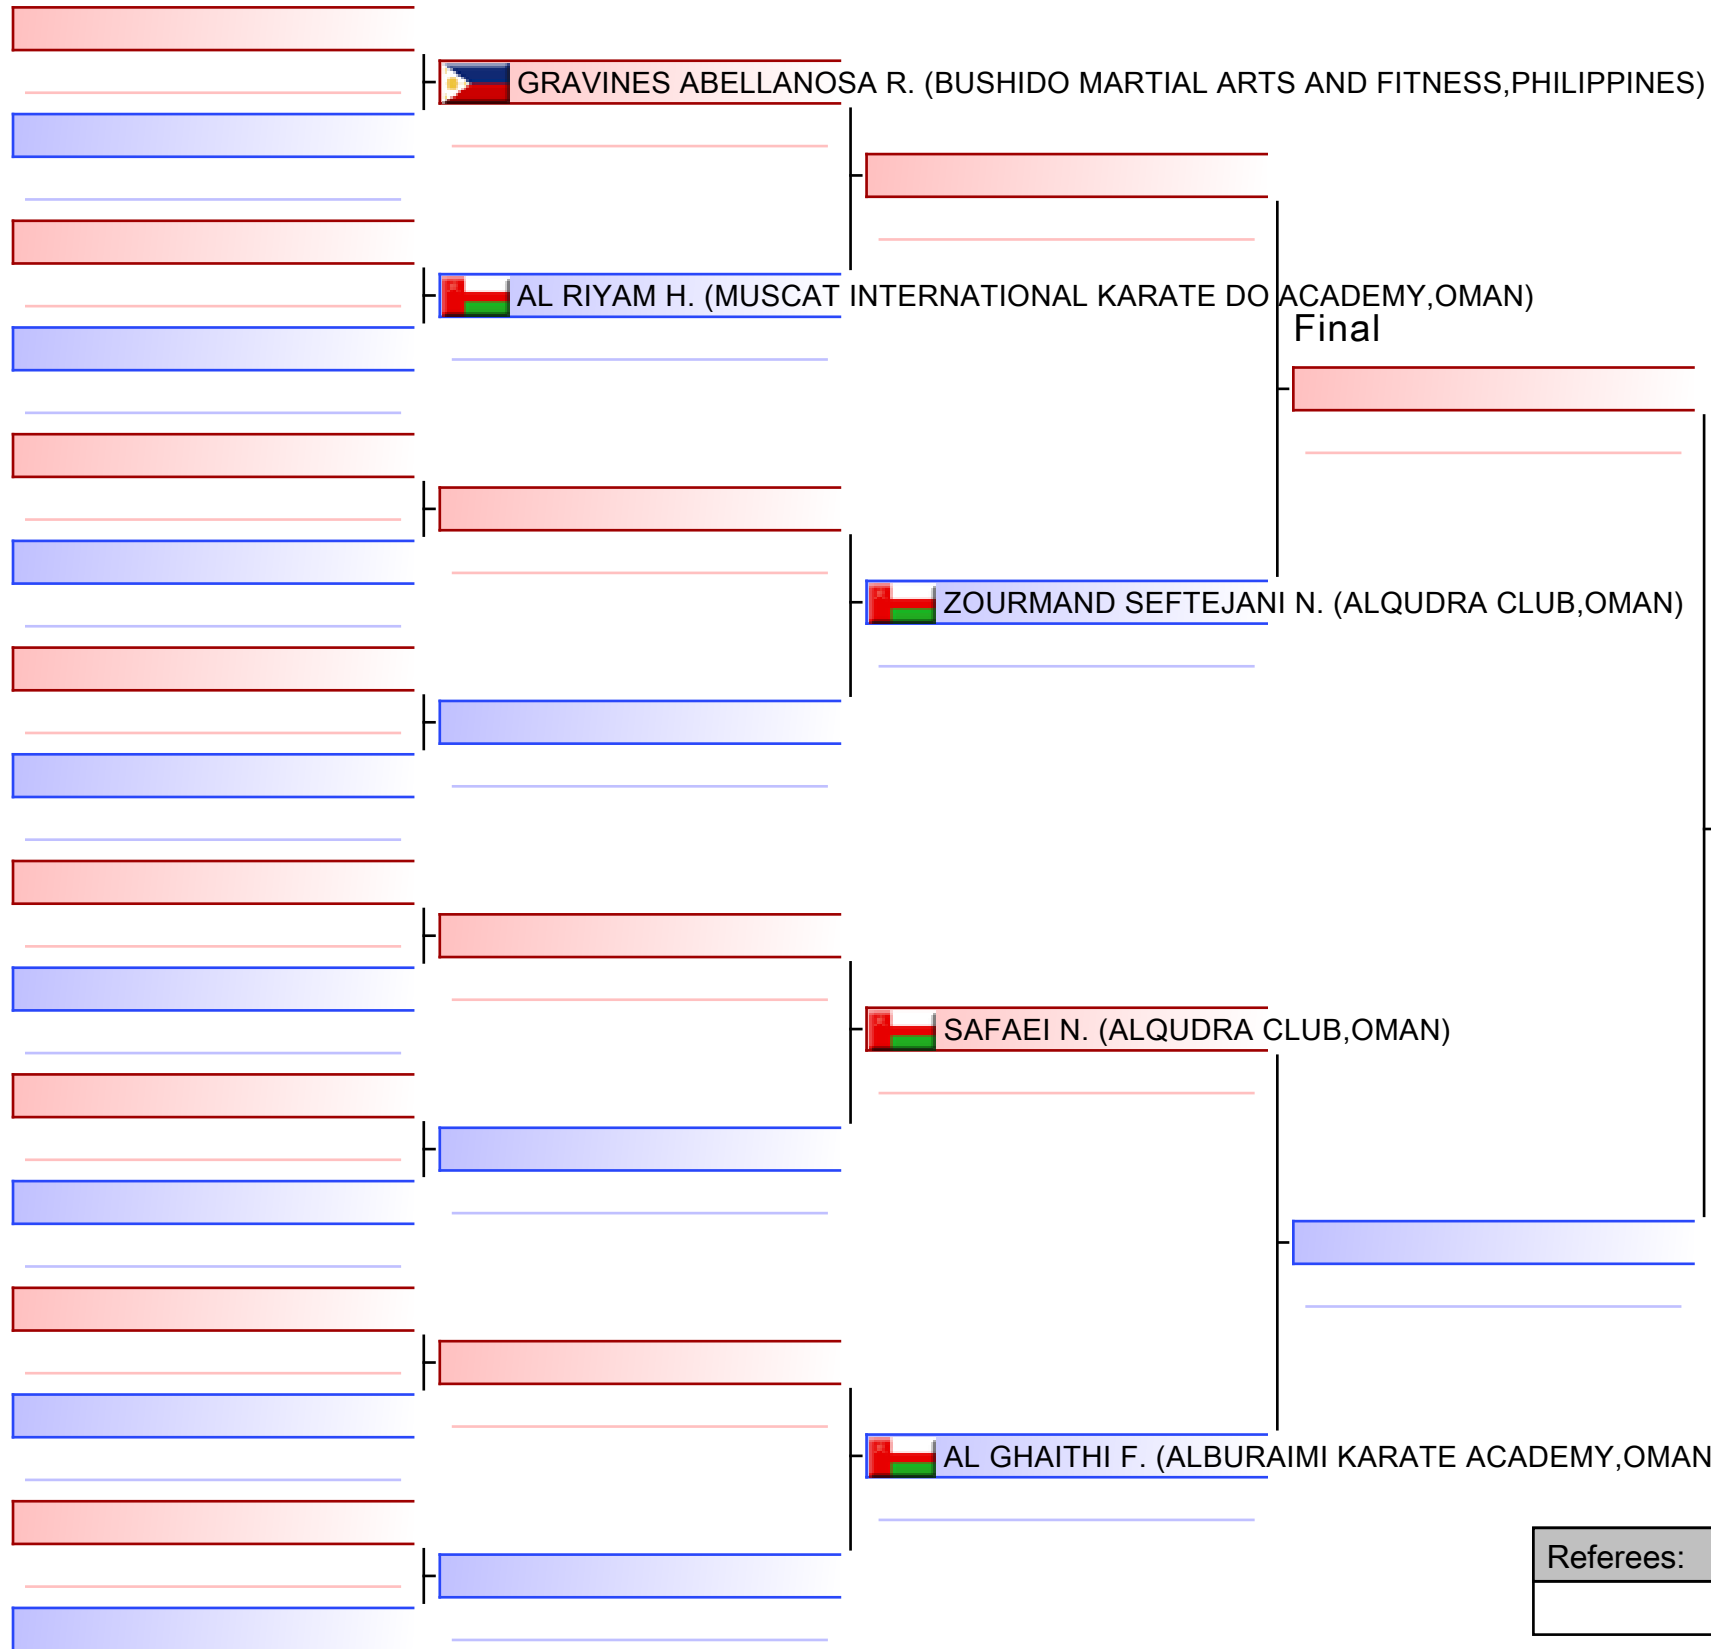 GRAVINES ABELLANOSA R. (BUSHIDO MARTIAL ARTS AND FITNESS,PHILIPPINES)
AL RIYAM H. (MUSCAT INTERNATIONAL KARATE DO ACADEMY,OMAN)
Final
ZOURMAND SEFTEJANI N. (ALQUDRA CLUB,OMAN)
SAFAEI N. (ALQUDRA CLUB,OMAN)
AL GHAITHI F. (ALBURAIMI KARATE ACADEMY,OMAN
Referees: